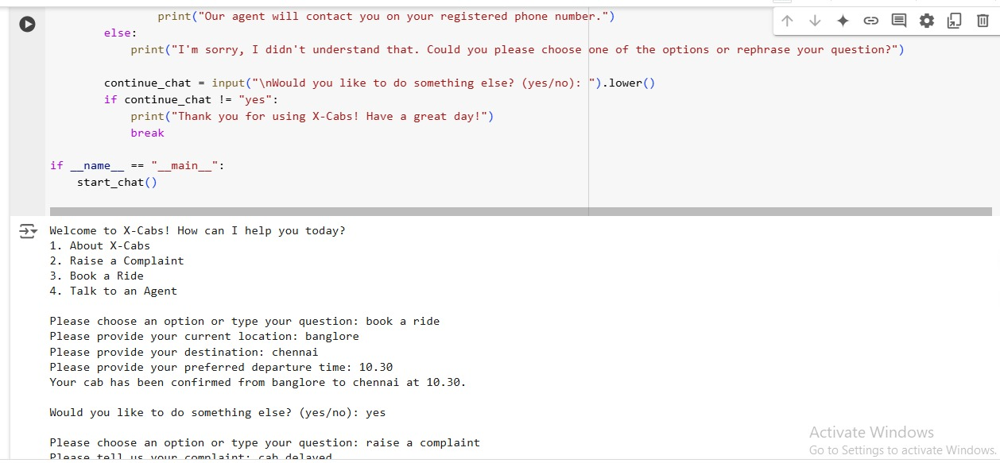 print("Our agent will contact you on your registered phone number.")
else:
print("I'm sorry, I didn't understand that. Could you please choose one of the options or rephrase your question?")
continue_chat = input("\nWould you like to do something else? (yes/no): ").lower()
if continue_chat != "yes":
print("Thank you for using X-Cabs! Have a great day!")
break
if __name__ == "__main__":
start_chat()
Welcome to X-Cabs! How can I help you today?
1. About X-Cabs
2. Raise a Complaint
3. Book a Ride
4. Talk to an Agent
Please choose an option or type your question: book a ride
Please provide your current location: banglore
Please provide your destination: chennai
Please provide your preferred departure time: 10.30
Your cab has been confirmed from banglore to chennai at 10.30.
Would you like to do something else? (yes/no): yes
Please choose an option or type your question: raise a complaint
Please tell us your complaint: cab delayed
Activate Windows
Go to Settings to activate Windows.